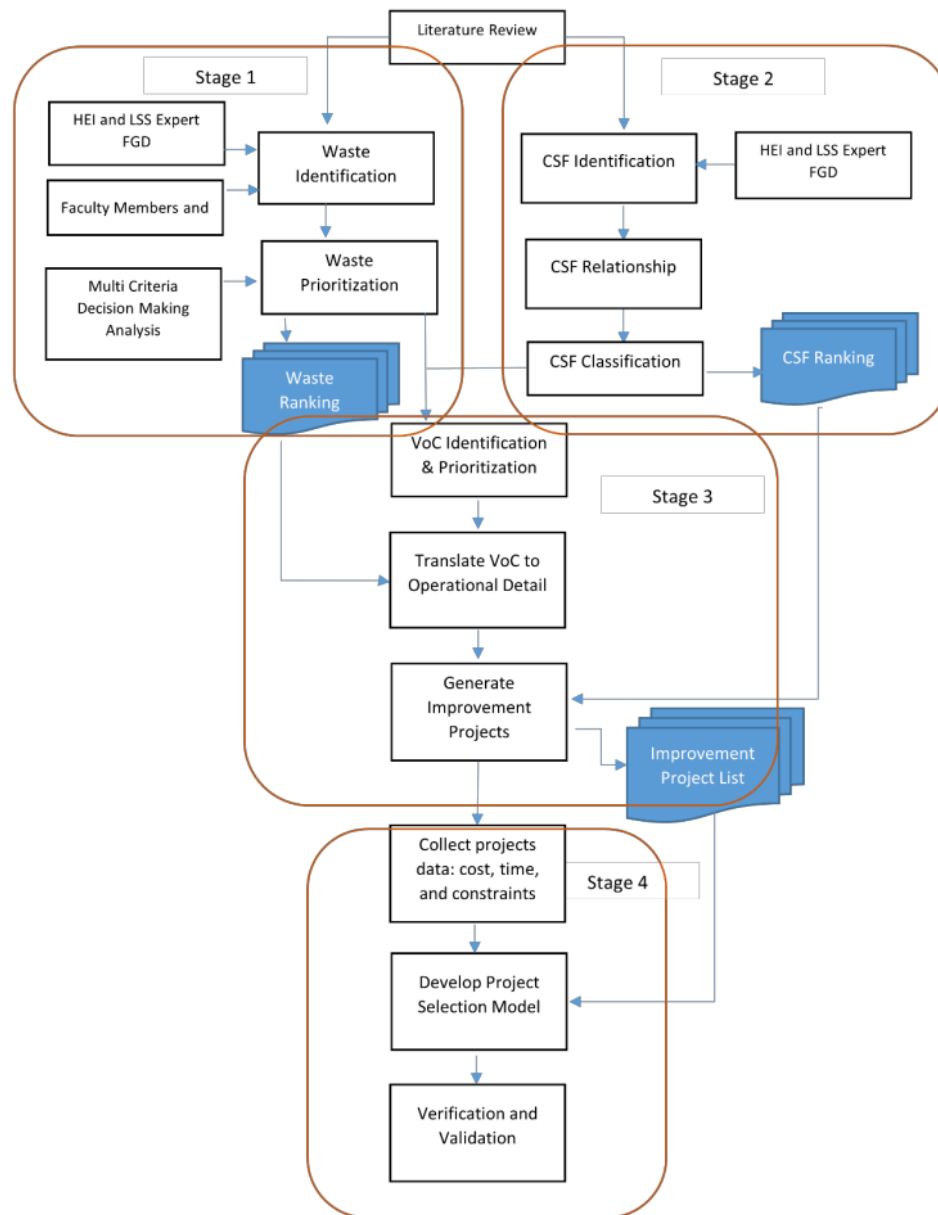 Literature Review
Stage 1
Stage 2
HEI and LSS Expert
FGD
Waste
Identification
Faculty Members and
Waste
Prioritization
Multi Criteria
Decision Making
Analysis
Waste
Ranking
CSF Identification
HEI and LSS Expert
FGD
CSF Relationship
CSF Classification
CSF Ranking
VoC Identification
& Prioritization
Stage 3
Translate VoC to
Operational Detail
Generate
Improvement
Projects
Improvement
Project List
Collect projects
data: cost, time,
and constraints
Stage 4
Develop Project
Selection Model
Verification and
Validation